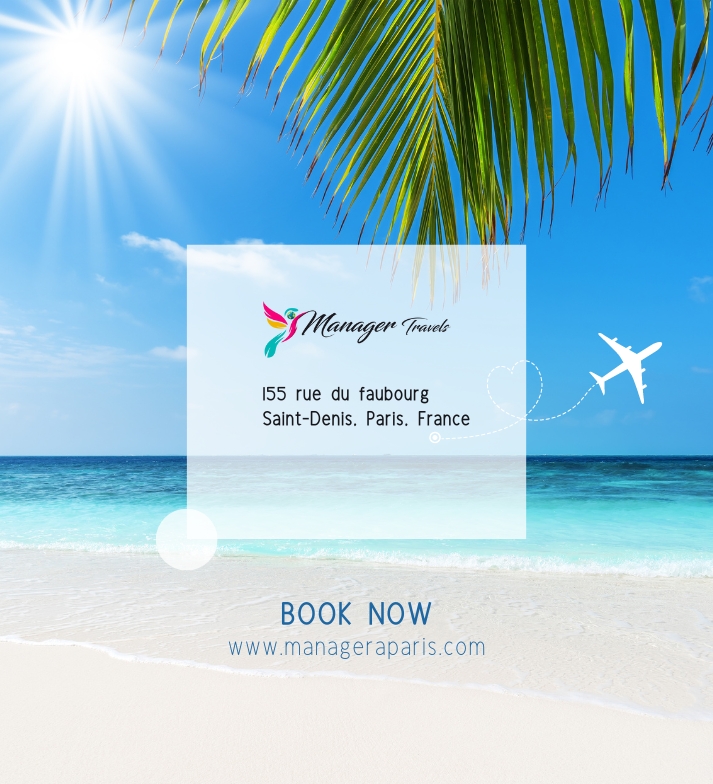 Manager Travels
155 rue du faubourg
Saint-Denis, Paris, France
BOOK NOW
www.manageraparis.com